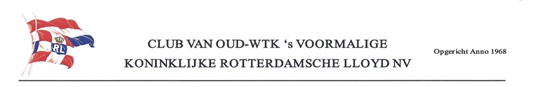 CLUB VAN OUD-WTK ‘s VOORMALIGE
KONINKLIJKE ROTTERDAMSCHE LLOYD NV
Opgericht Anno 1968
RL